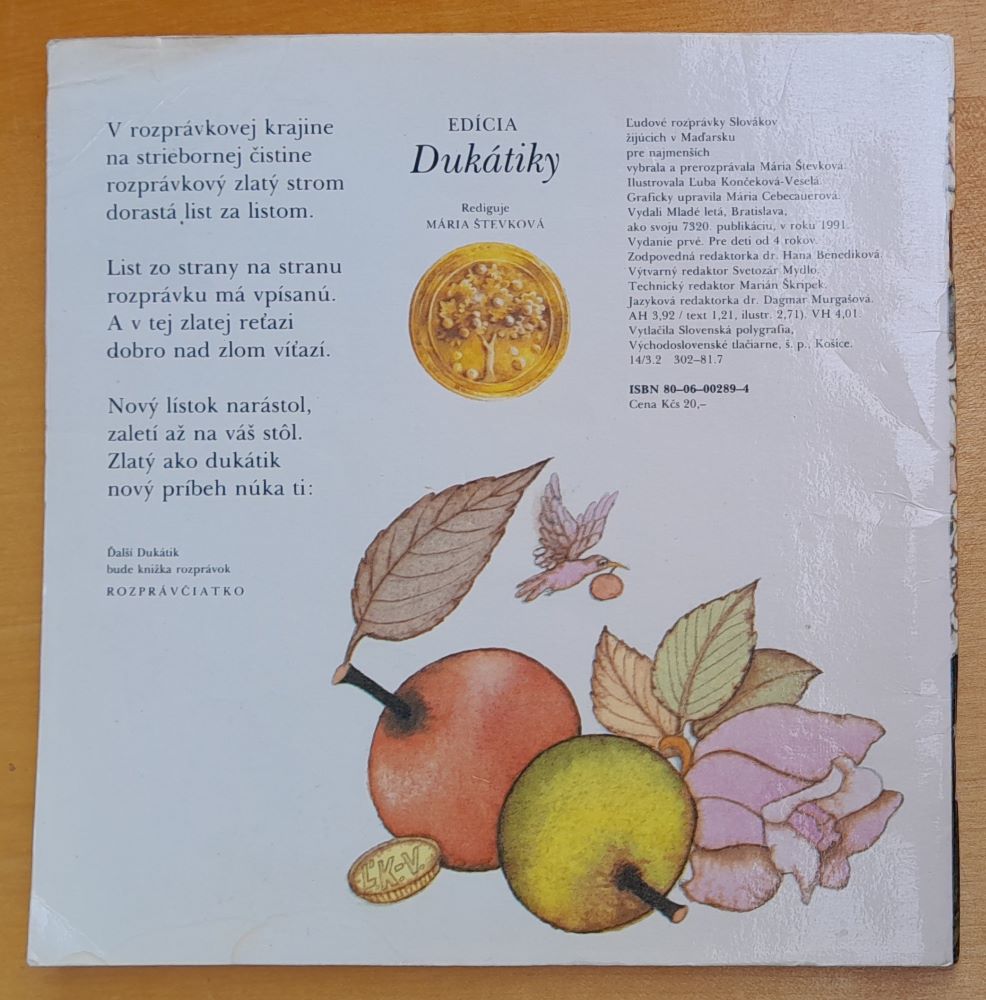 V rozprávkovej krajine
na striebornej čistine
rozprávkový zlatý strom
dorastá list za listom.
List zo strany na stranu
rozprávku má vpísanú.
A v tej zlatej reťazi
dobro nad zlom víťazí.
Nový lístok narástol,
zaletí až na váš stôl.
Zlatý ako dukátik
nový príbeh núka ti:
Ďalší Dukátik
bude knižka rozprávok
ROZPRÁVČIATKO
EDÍCIA
Dukátiky
Rediguje
MÁRIA ŠTEVKOVÁ
Ľudové rozprávky Slovákov
žijúcich v Maďarsku
pre najmenších
vybrala a prerozprávala Mária Števková.
Ilustrovala Ľuba Končeková-Veselá.
Graficky upravila Mária Cebecauerová.
Vydali Mladé letá, Bratislava,
ako svoju 7320. publikáciu, v roku 1991.
Vydanie prvé. Pre deti od 4 rokov.
Zodpovedná redaktorka dr. Hana Benediková.
Výtvarný redaktor Svetozár Mydlo.
Technický redaktor Marián Škripek.
Jazyková redaktorka dr. Dagmar Murgašová.
AH 3,92 / text 1,21, ilustr. 2,71). VH 4,01.
Vytlačila Slovenská polygrafia,
Východoslovenské tlačiarne, š. p., Košice.
14/3.2 302–81.7
ISBN 80–06–00289–4
Cena Kčs 20,–
Ľ.K.-V.